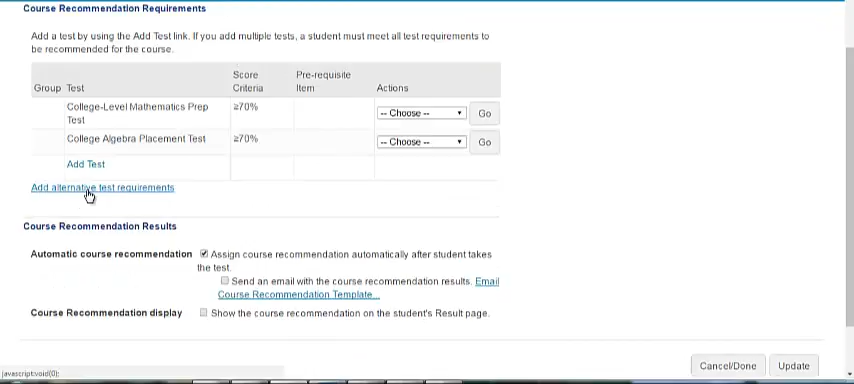 Course Recommendation Requirements
Add a test by using the Add Test link. If you add multiple tests, a student must meet all test requirements to
be recommended for the course.
Group Test Score Criteria Pre-requisite Item Actions
College-Level Mathematics Prep Test ≥70% -- Choose -- Go
College Algebra Placement Test ≥70% -- Choose -- Go
Add Test
Add alternative test requirements
Course Recommendation Results
Automatic course recommendation Assign course recommendation automatically after student takes
the test.
Send an email with the course recommendation results. Email
Course Recommendation Template...
Course Recommendation display Show the course recommendation on the student's Result page.
Cancel/Done Update
javascript:void(0);